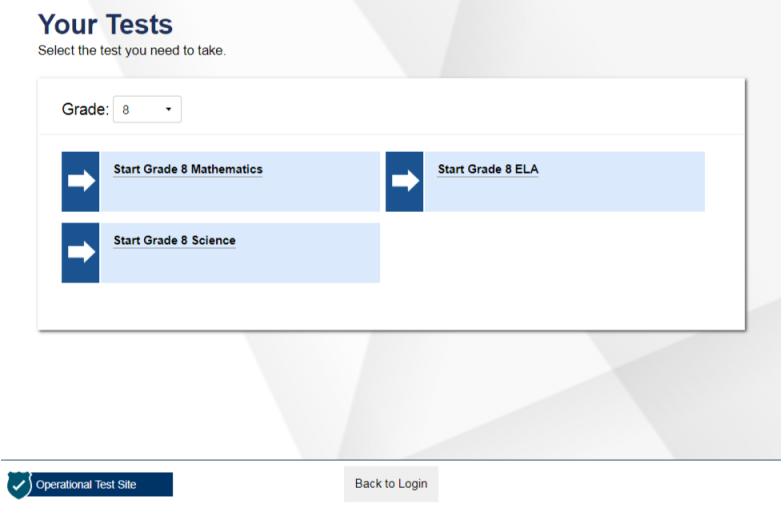 Your Tests
Select the test you need to take.
Grade: 8
Start Grade 8 Mathematics
Start Grade 8 ELA
Start Grade 8 Science
Operational Test Site
Back to Login